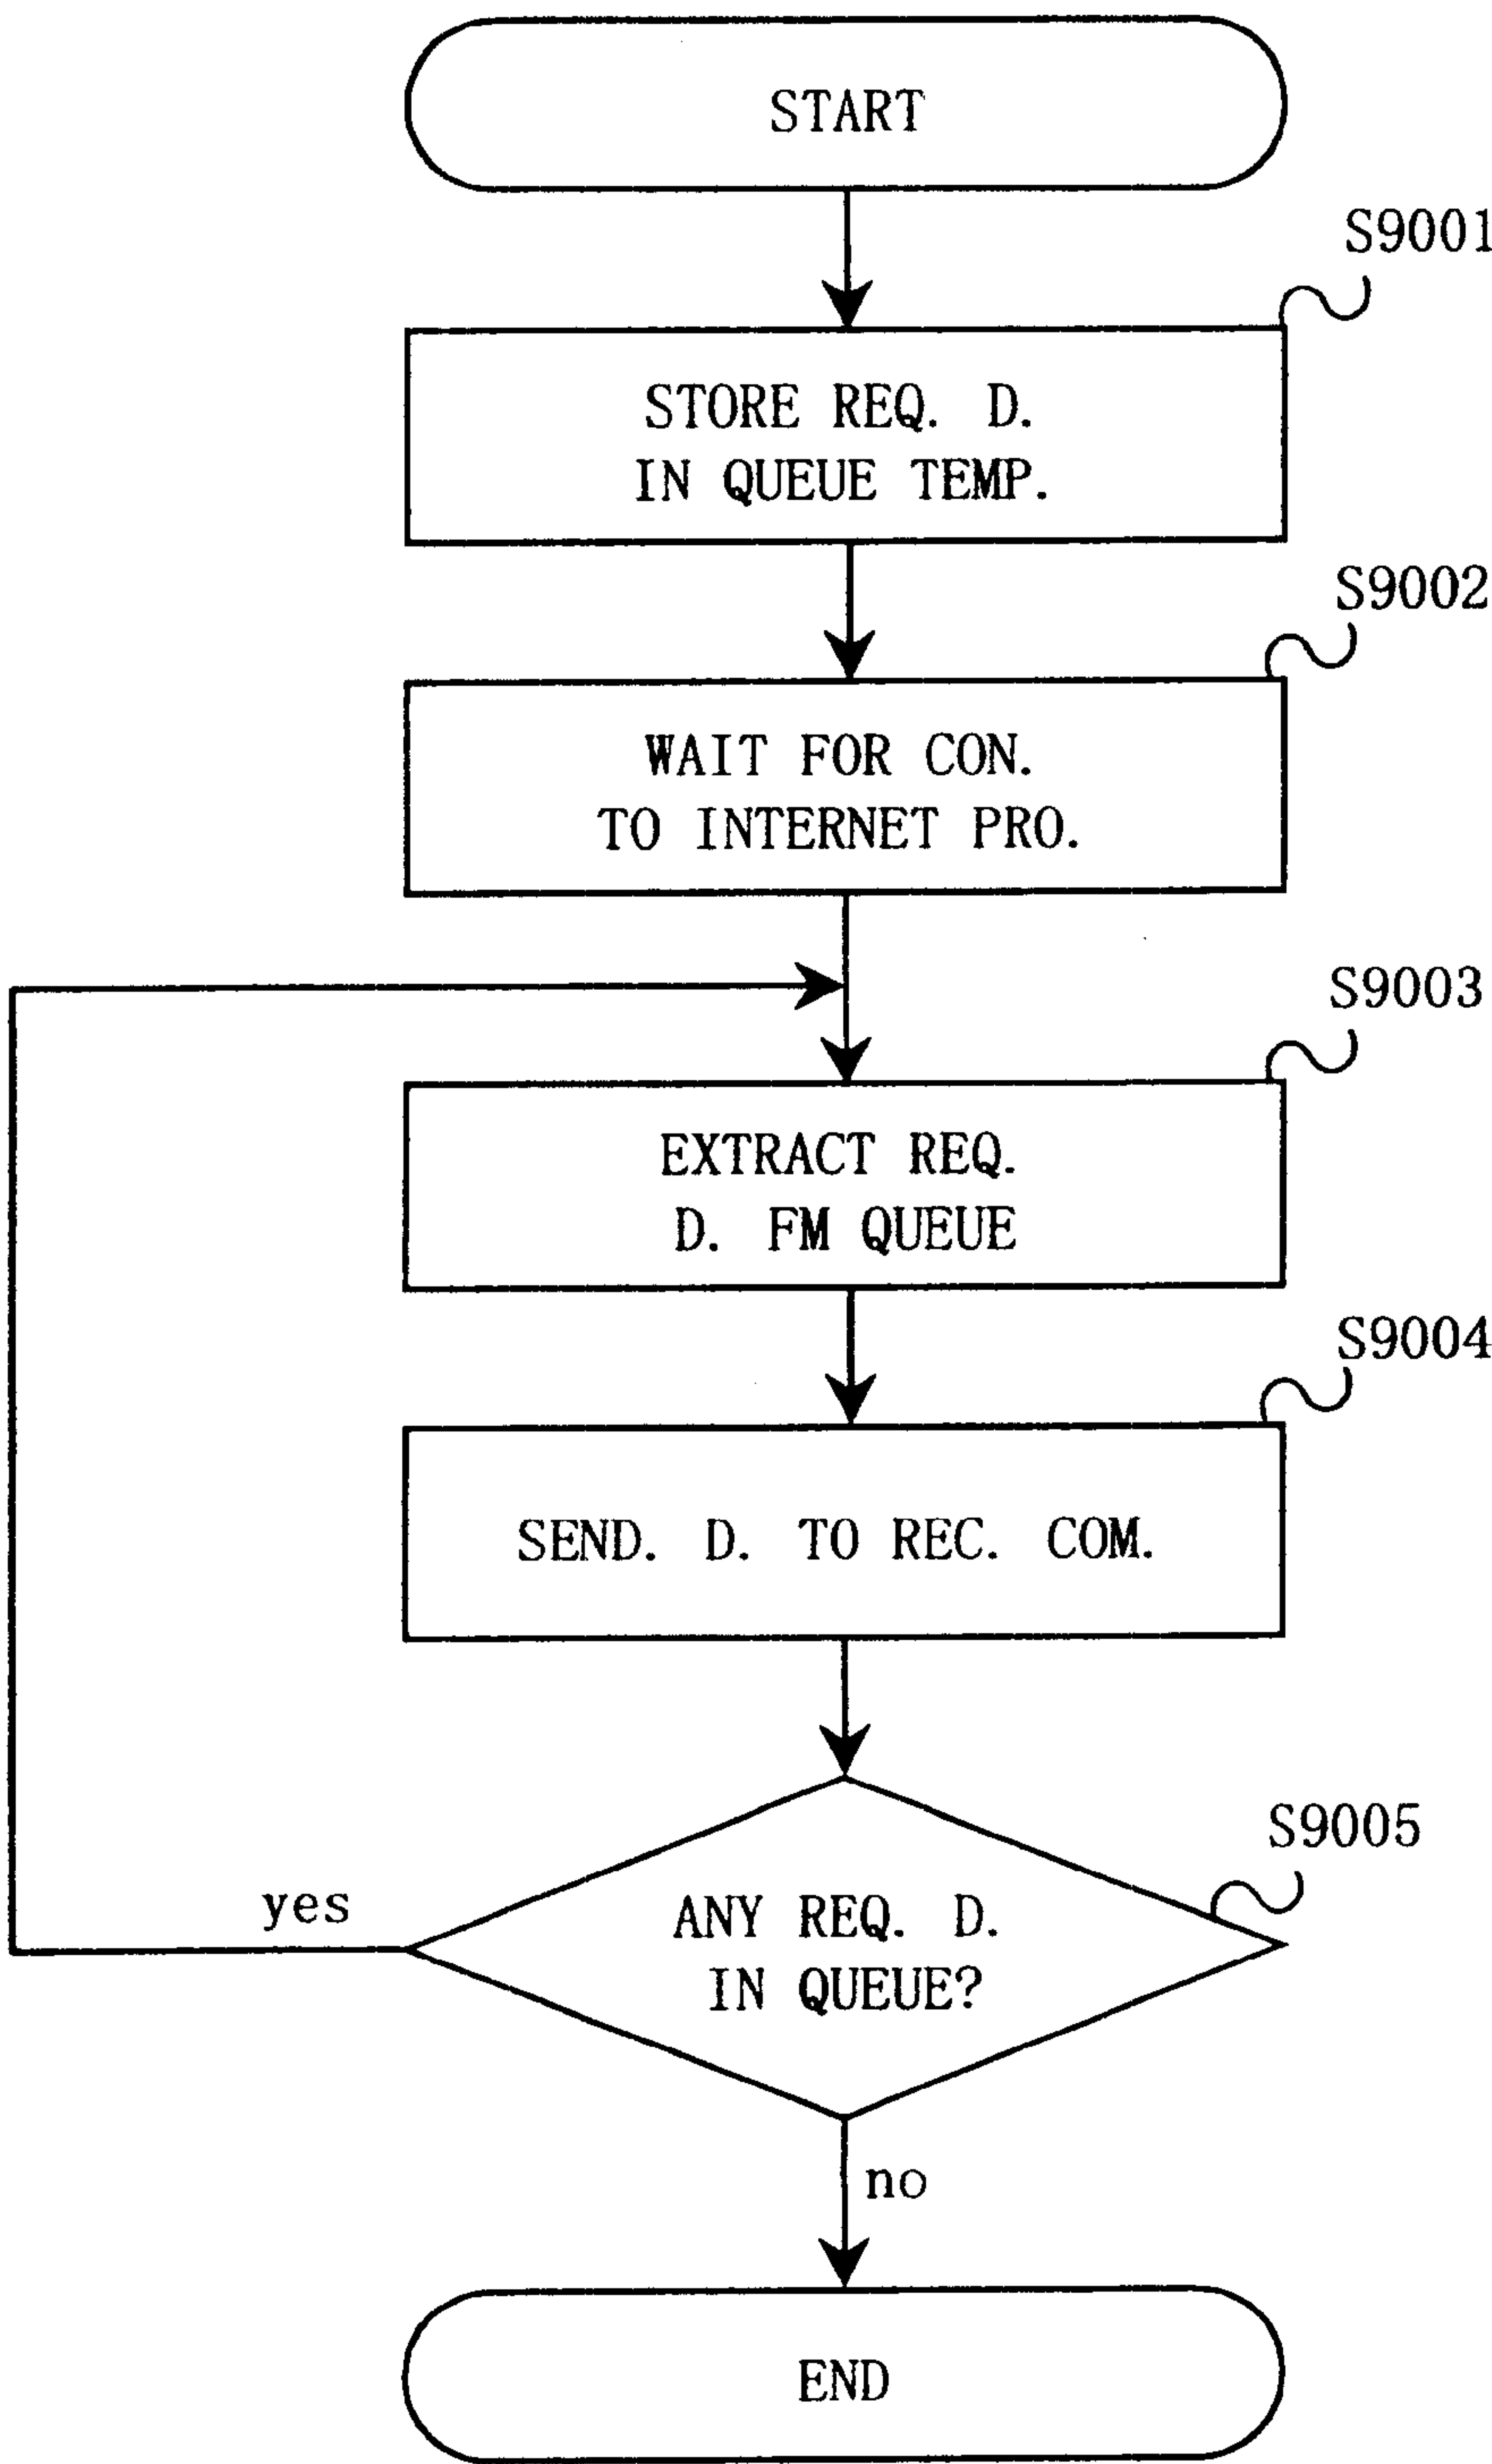 START
S9001
STORE REQ. D.
IN QUEUE TEMP.
S9002
WAIT FOR CON.
TO INTERNET PRO.
S9003
EXTRACT REQ.
D. FM QUEUE
S9004
SEND. D. TO REC. COM.
S9005
yes
ANY REQ. D.
IN QUEUE?
no
END